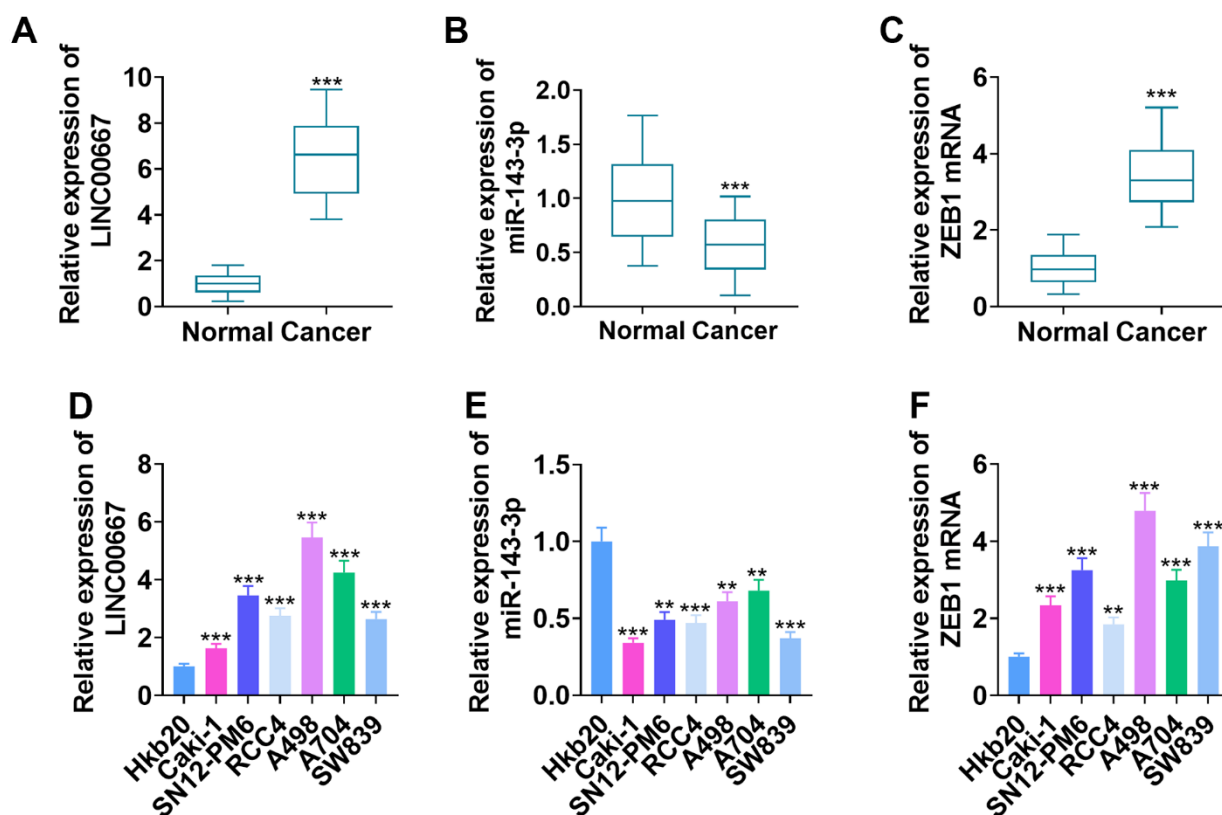 A
Relative expression of
LINC00667
10
8
6
4
2
0
***
Normal Cancer
B
Relative expression of
miR-143-3p
2.0
1.5
1.0
0.5
0.0
***
Normal Cancer
C
Relative expression of
ZEB1 mRNA
6
4
2
0
***
Normal Cancer
D
Relative expression of
LINC00667
8
6
4
2
0
***
***
***
***
***
***
Hkb20
Caki-1
SN12-PM6
RCC4
A498
A704
SW839
E
Relative expression of
miR-143-3p
1.5
1.0
0.5
0.0
***
**
***
**
**
***
Hkb20
Caki-1
SN12-PM6
RCC4
A498
A704
SW839
F
Relative expression of
ZEB1 mRNA
6
4
2
0
***
***
**
***
***
***
Hkb20
Caki-1
SN12-PM6
RCC4
A498
A704
SW839